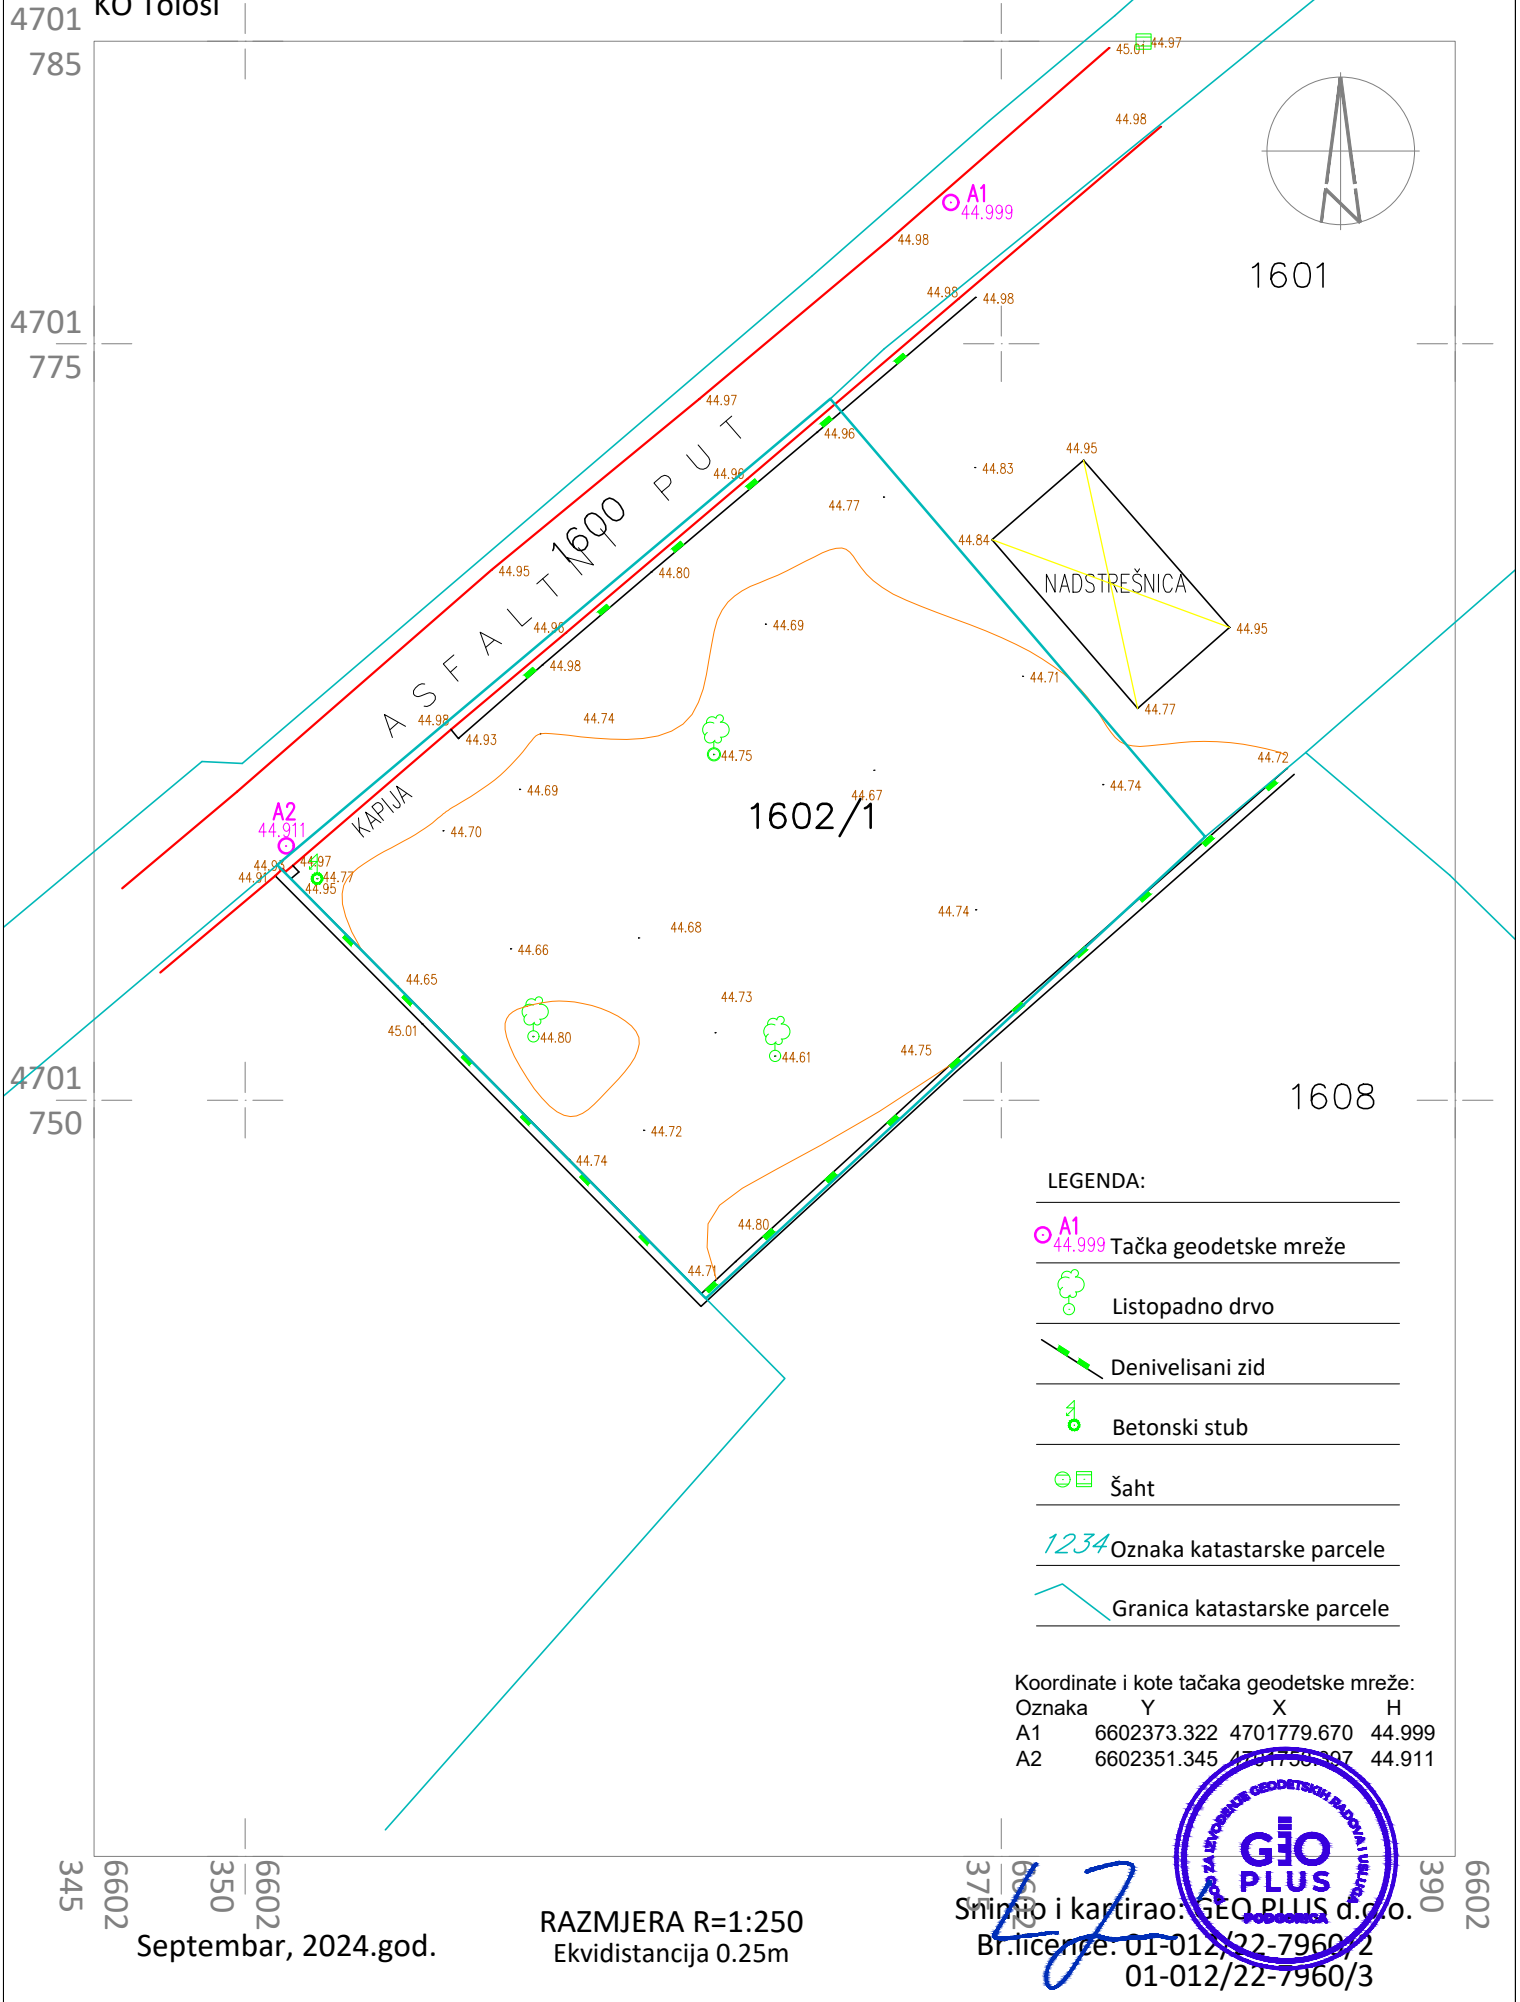 KO Tološi
4701
785
45.01
44.97
44.98
A1
44.999
44.98
1601
44.98
44.98
4701
775
44.97
44.96
44.95
44.83
44.96
44.77
1600
ASFALTNI PUT
44.84
44.95
44.80
NADSTREŠNICA
44.96
44.69
44.95
44.98
44.71
44.98
44.74
44.77
44.93
44.75
44.72
44.69
44.67
44.74
A2
44.911
KAPIJA
1602/1
44.70
44.93
44.97
44.91
44.77
44.95
44.74
44.68
44.66
44.65
44.73
45.01
44.80
44.75
44.61
4701
750
1608
44.72
44.74
44.80
44.71
LEGENDA:
A1
44.999 Tačka geodetske mreže
Listopadno drvo
Denivelisani zid
Betonski stub
Šaht
1234 Oznaka katastarske parcele
Granica katastarske parcele
Koordinate i kote tačaka geodetske mreže:
Oznaka Y X H
A1 6602373.322 4701779.670 44.999
A2 6602351.345 44.911
6602
345
6602
350
6602
375
6602
390
GEO
PLUS
PODGORICA
Septembar, 2024.god.
RAZMJERA R=1:250
Ekvidistancija 0.25m
Snimio i kartirao: GEO PLUS d.o.o.
Br.licence: 01-012/22-7960/2
01-012/22-7960/3